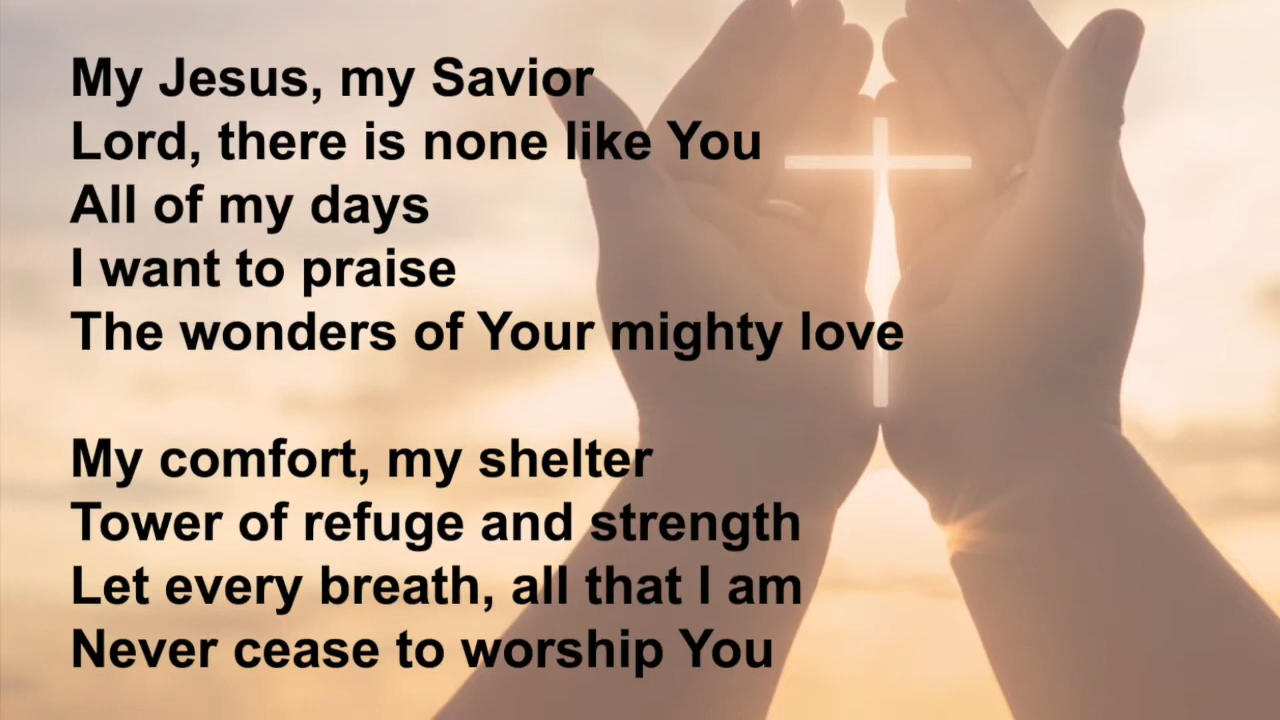 My Jesus, my Savior
Lord, there is none like You
All of my days
I want to praise
The wonders of Your mighty love
My comfort, my shelter
Tower of refuge and strength
Let every breath, all that I am
Never cease to worship You